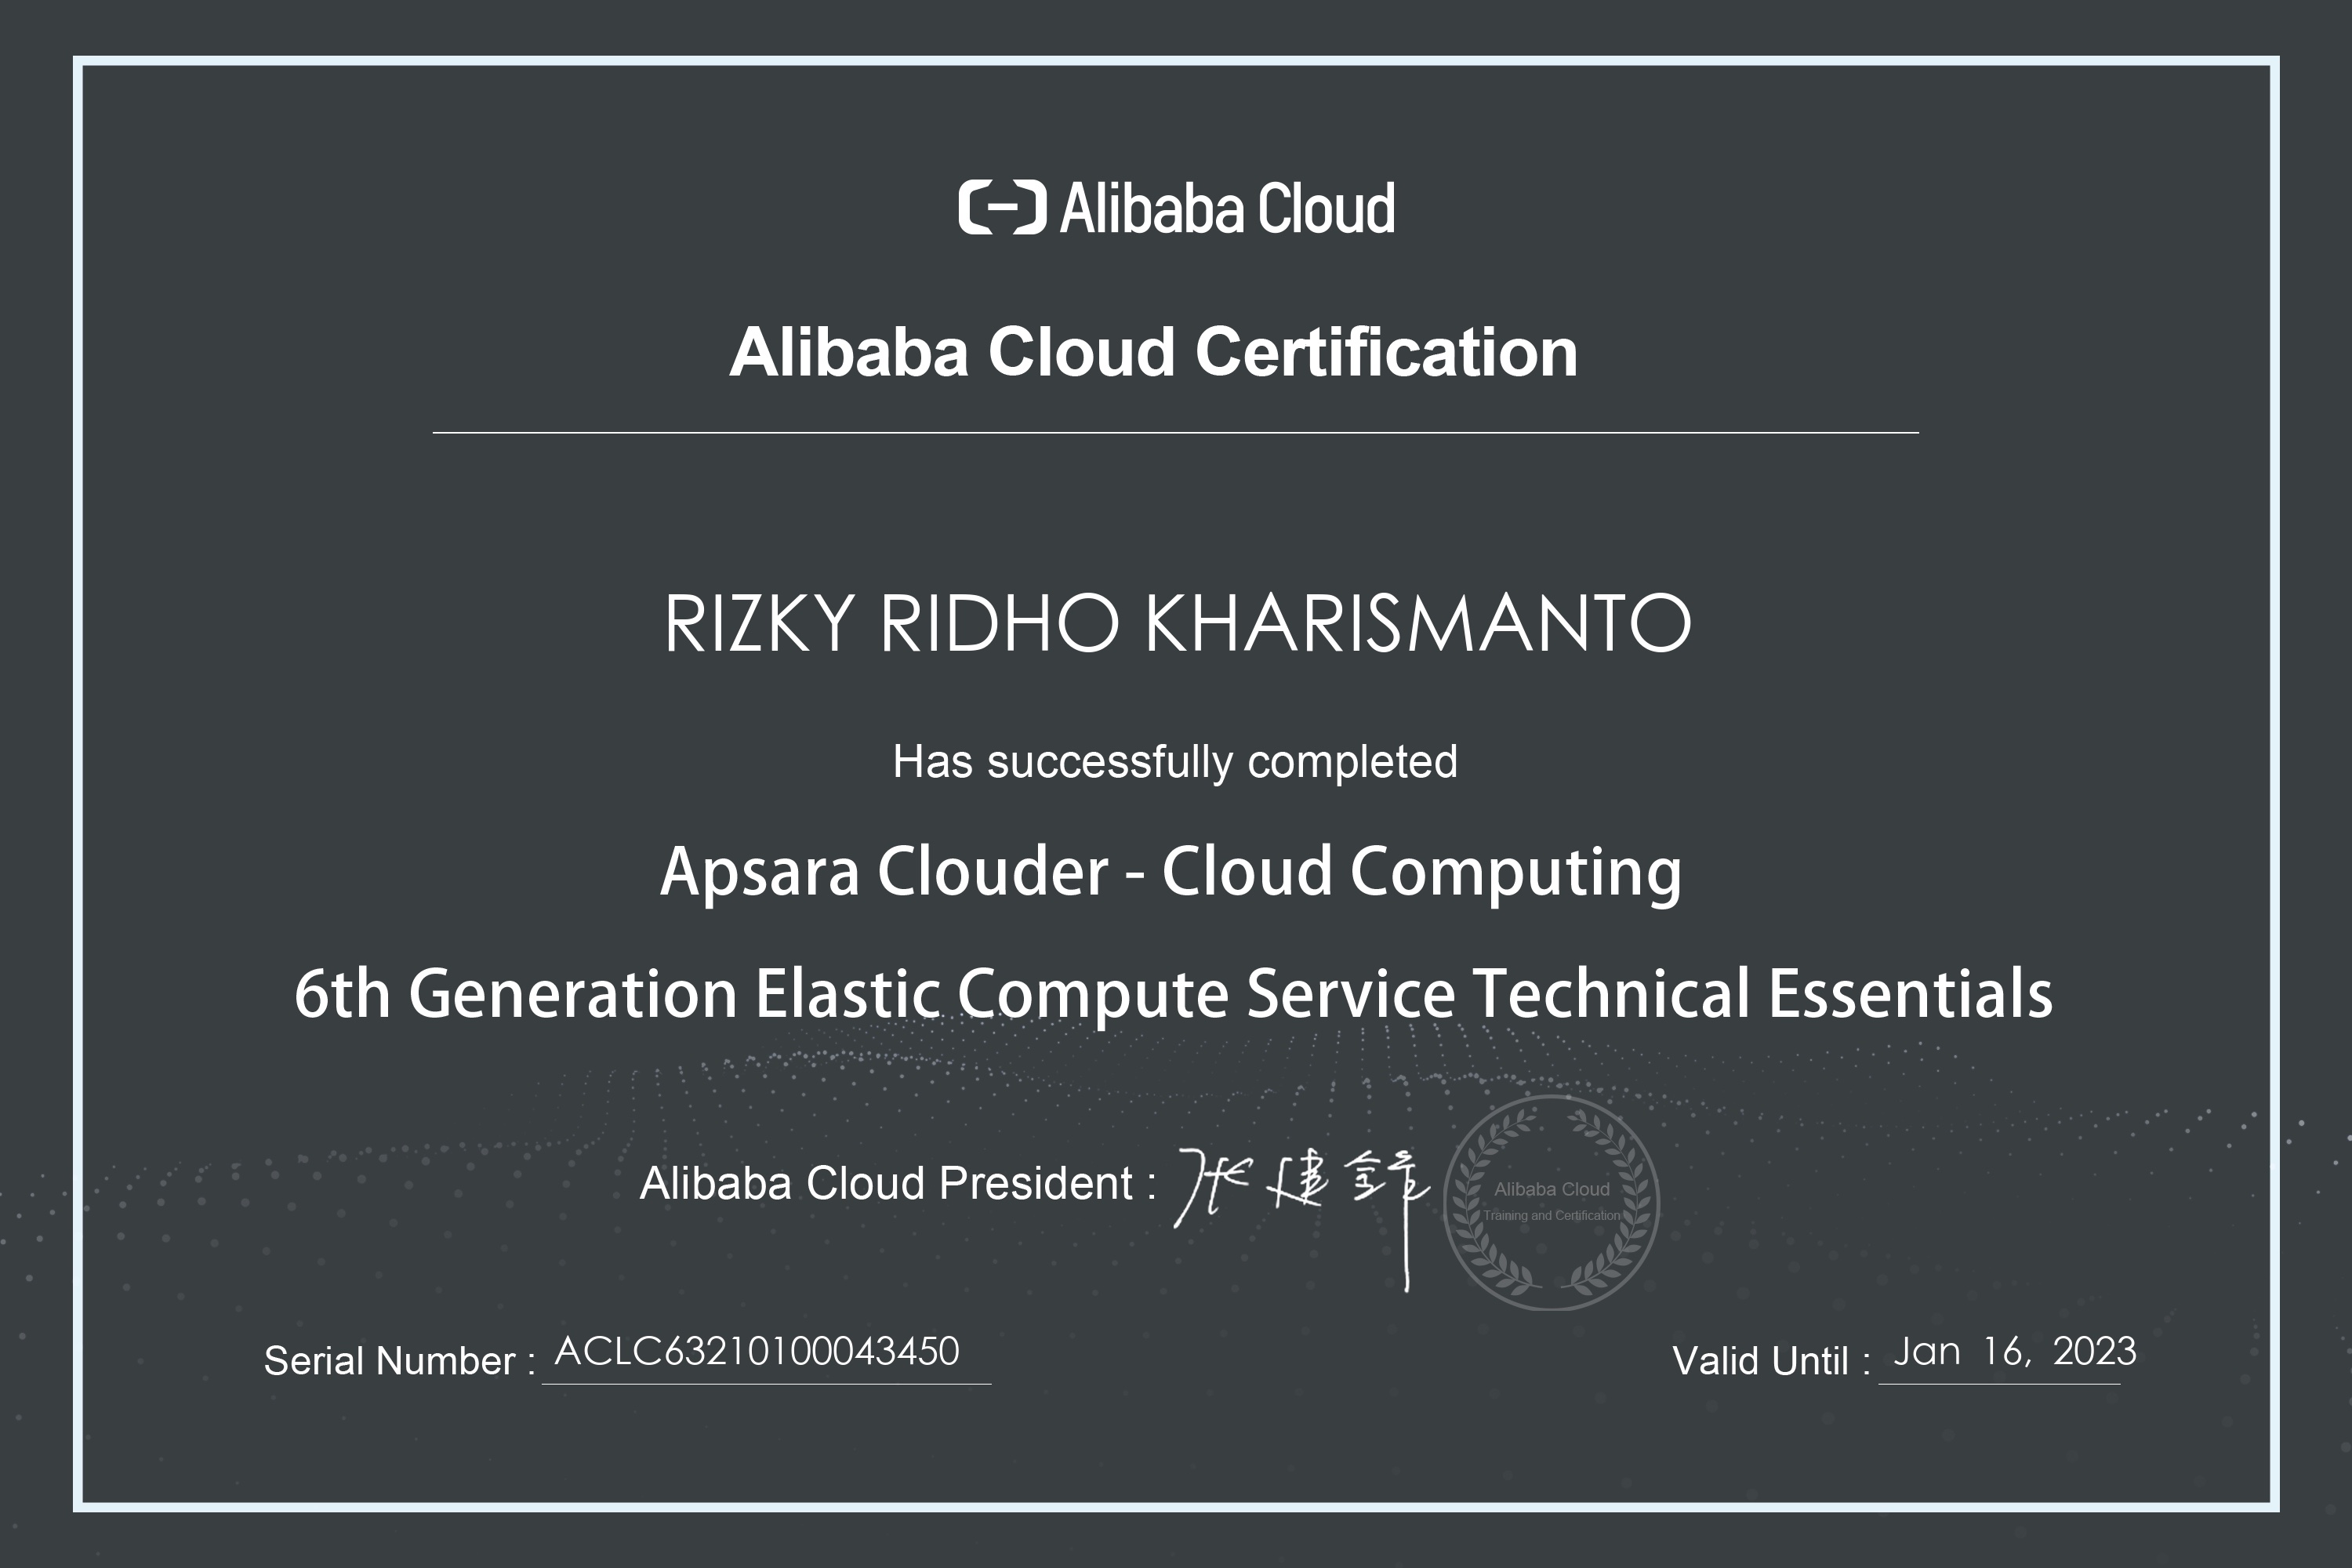 Alibaba Cloud
Alibaba Cloud Certification
RIZKY RIDHO KHARISMANTO
Has successfully completed
Apsara Clouder - Cloud Computing
6th Generation Elastic Compute Service Technical Essentials
Alibaba Cloud President : 张建锋
Alibaba Cloud
Training and Certification
Serial Number : ACLC63210100043450
Valid Until : Jan 16, 2023